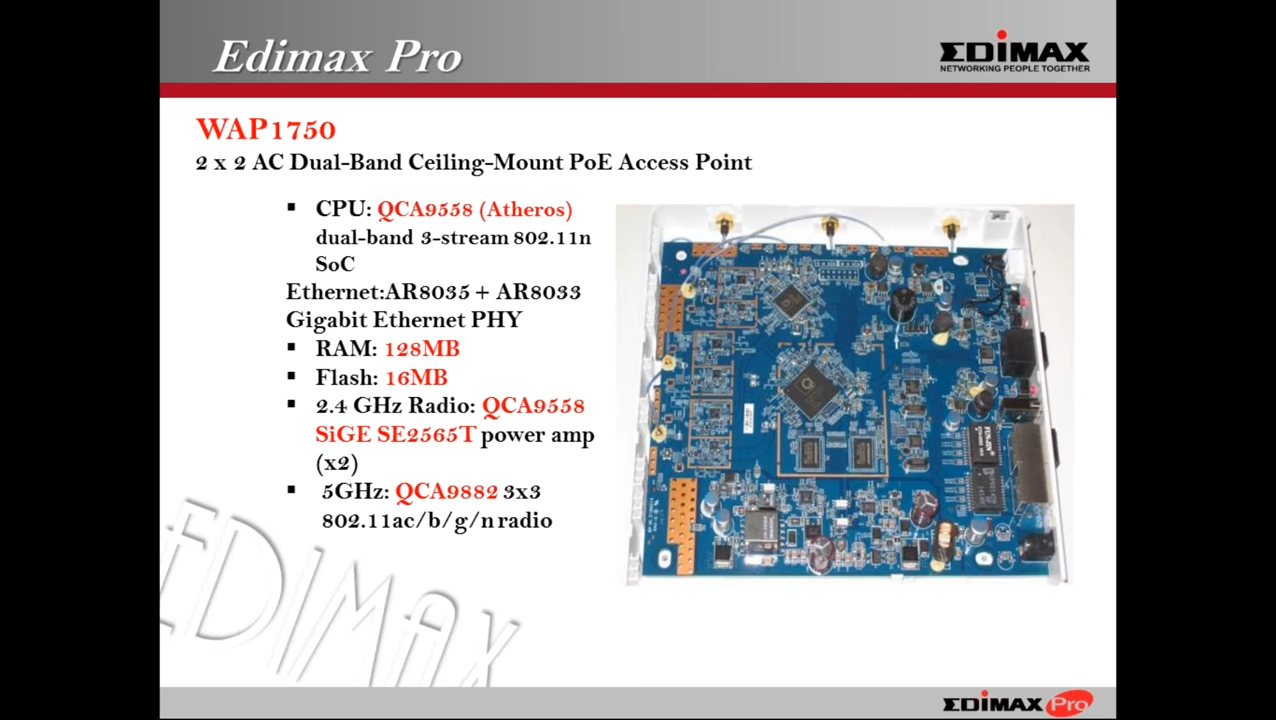 Edimax Pro
EDIMAX
NETWORKING PEOPLE TOGETHER
WAP1750
2 x 2 AC Dual-Band Ceiling-Mount PoE Access Point
▪ CPU: QCA9558 (Atheros)
dual-band 3-stream 802.11n
SoC
Ethernet:AR8035 + AR8033
Gigabit Ethernet PHY
▪ RAM: 128MB
▪ Flash: 16MB
▪ 2.4 GHz Radio: QCA9558
SiGE SE2565T power amp
(x2)
▪ 5GHz: QCA9882 3x3
802.11ac/b/g/n radio
EDIMAX
EDIMAX Pro